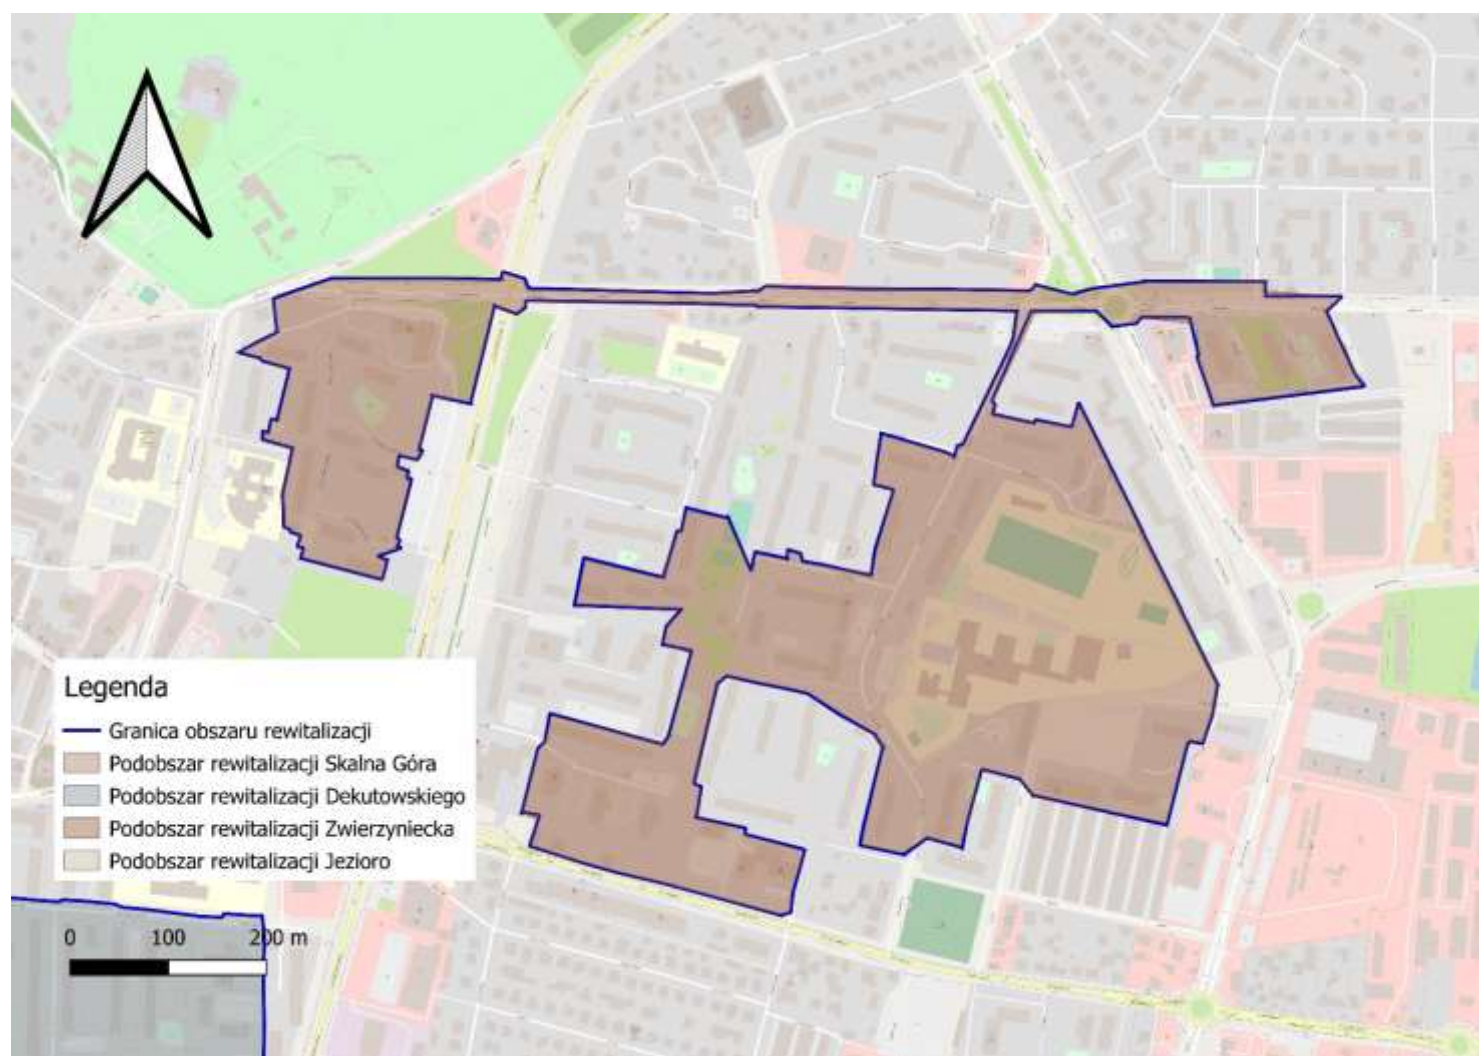 Legenda
Granica obszaru rewitalizacji
Podobszar rewitalizacji Skalna Góra
Podobszar rewitalizacji Dekutowskiego
Podobszar rewitalizacji Zwierzyniecka
Podobszar rewitalizacji Jezioro
0 100 200 m